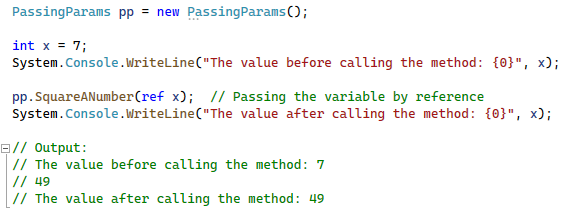 PassingParams pp = new PassingParams();
int x = 7;
System.Console.WriteLine("The value before calling the method: {0}", x);
pp.SquareANumber(ref x);  // Passing the variable by reference
System.Console.WriteLine("The value after calling the method: {0}", x);
// Output:
// The value before calling the method: 7
// 49
// The value after calling the method: 49